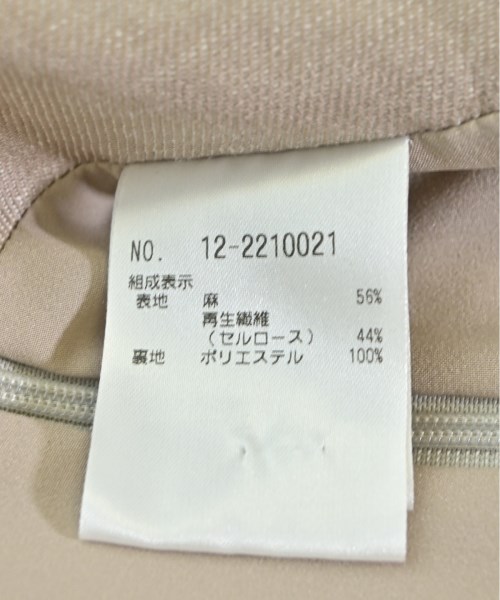 NO. 12-2210021
組成表示
表地 麻 56%
再生繊維
(セルロース) 44%
裏地 ポリエステル 100%